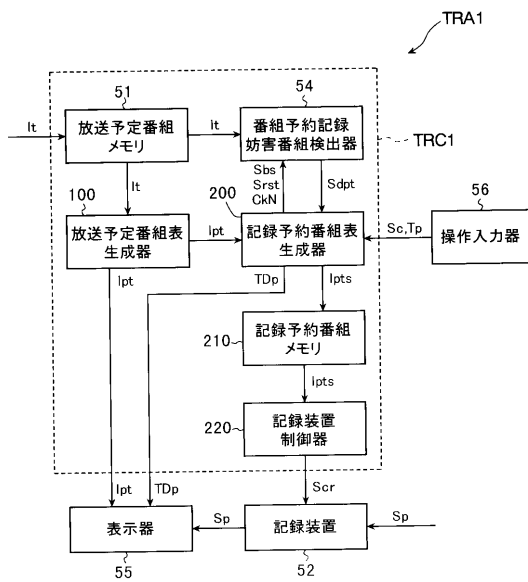 TRA1
51
54
It
放送予定番組
メモリ
it
番組予約記録
妨害番組検出器
TRC1
It
Sbs
Srst
CkN
Sdpt
100
200
56
放送予定番組表
生成器
ipt
記録予約番組表
生成器
Sc,Tp
操作入力器
Ipt
TDp
Ipts
210
記録予約番組
メモリ
ipts
220
記録装置
制御器
Ipt
TDp
Scr
表示器
Sp
記録装置
Sp
55
52